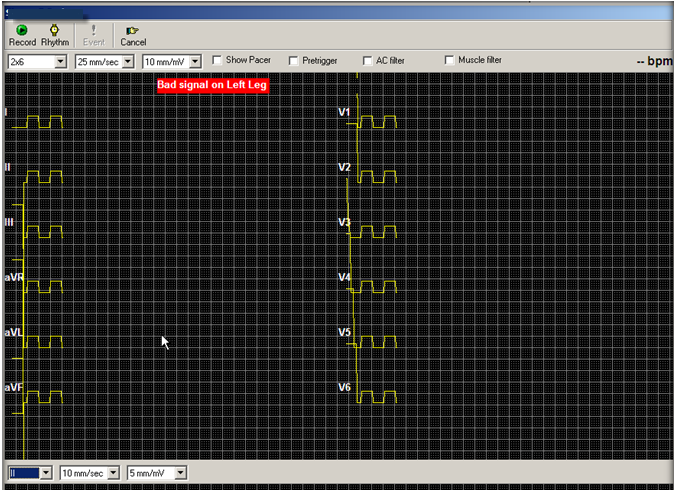 Record Rhythm Event Cancel
2x6 25 mm/sec 10 mm/mV Show Pacer Pretrigger AC filter Muscle filter -- bpm
Bad signal on Left Leg
I V1
II V2
III V3
aVR V4
aVL V5
aVF V6
II 10 mm/sec 5 mm/mV